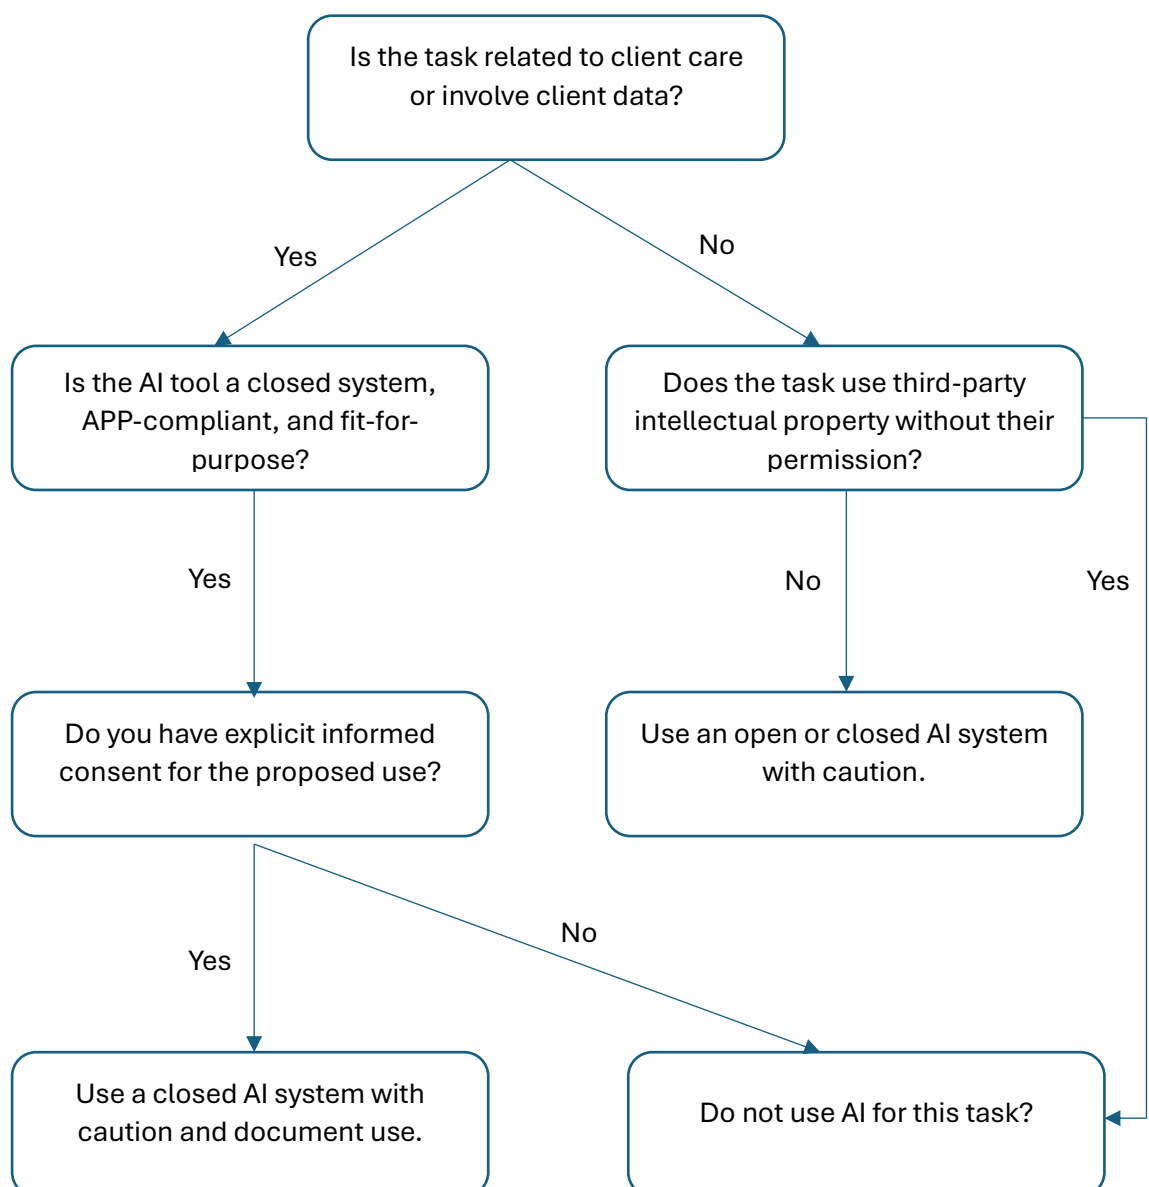 Is the task related to client care
or involve client data?
Yes
No
Is the AI tool a closed system,
APP-compliant, and fit-for-
purpose?
Does the task use third-party
intellectual property without their
permission?
Yes
No
Yes
Do you have explicit informed
consent for the proposed use?
Use an open or closed AI system
with caution.
No
Yes
Use a closed AI system with
caution and document use.
Do not use AI for this task?